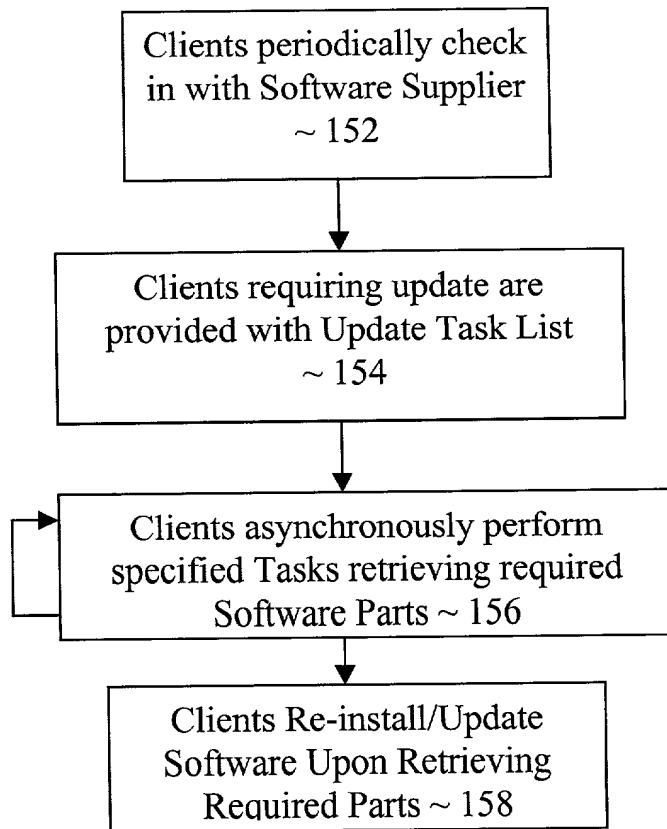 Clients periodically check
in with Software Supplier
~ 152
Clients requiring update are
provided with Update Task List
~ 154
Clients asynchronously perform
specified Tasks retrieving required
Software Parts ~ 156
Clients Re-install/Update
Software Upon Retrieving
Required Parts ~ 158